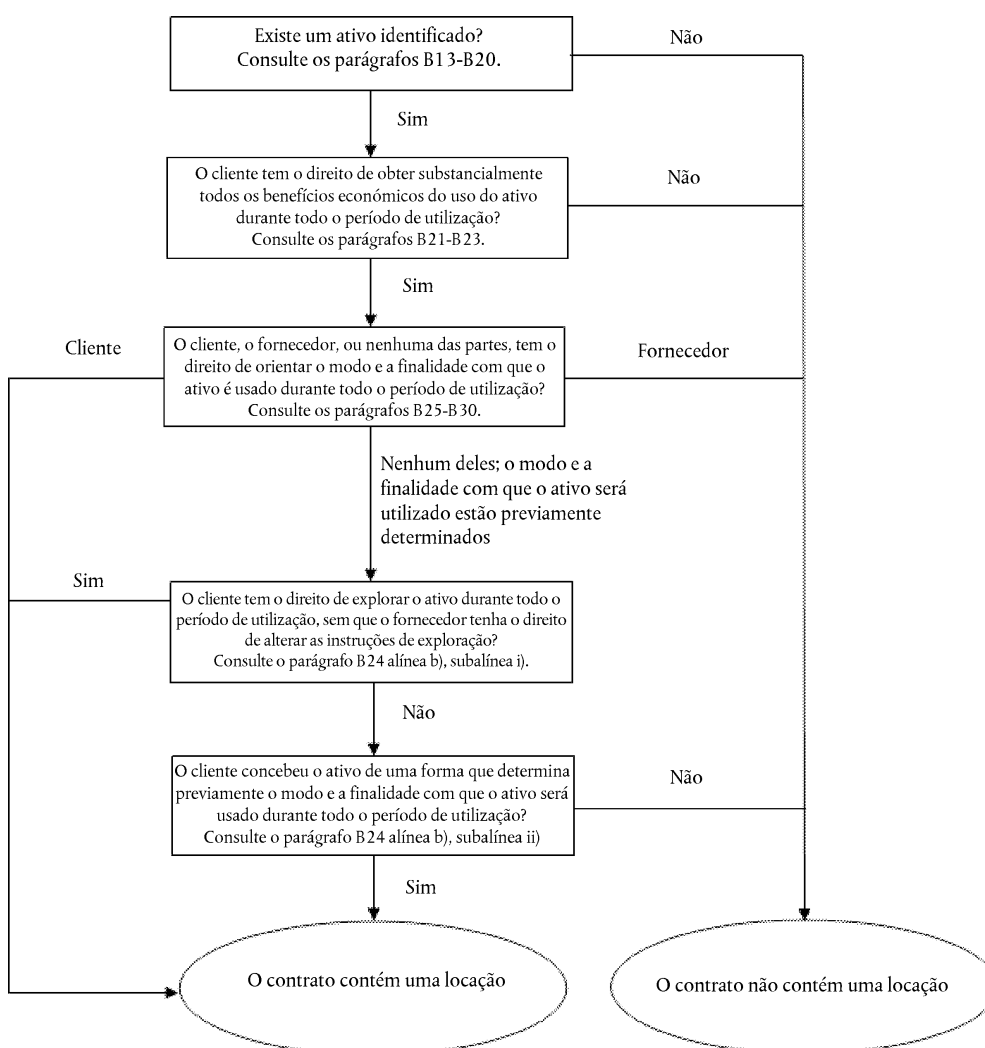 Existe um ativo identificado?
Consulte os parágrafos B13-B20.
Não
Sim
O cliente tem o direito de obter substancialmente
todos os benefícios económicos do uso do ativo
durante todo o período de utilização?
Consulte os parágrafos B21-B23.
Não
Sim
Cliente
O cliente, o fornecedor, ou nenhuma das partes, tem o
direito de orientar o modo e a finalidade com que o
ativo é usado durante todo o período de utilização?
Consulte os parágrafos B25-B30.
Fornecedor
Nenhum deles; o modo e a
finalidade com que o ativo será
utilizado estão previamente
determinados
Sim
O cliente tem o direito de explorar o ativo durante todo o
período de utilização, sem que o fornecedor tenha o direito
de alterar as instruções de exploração?
Consulte o parágrafo B24 alínea b), subalínea i).
Não
O cliente concebeu o ativo de uma forma que determina
previamente o modo e a finalidade com que o ativo será
usado durante todo o período de utilização?
Consulte o parágrafo B24 alínea b), subalínea ii)
Não
Sim
O contrato contém uma locação
O contrato não contém uma locação